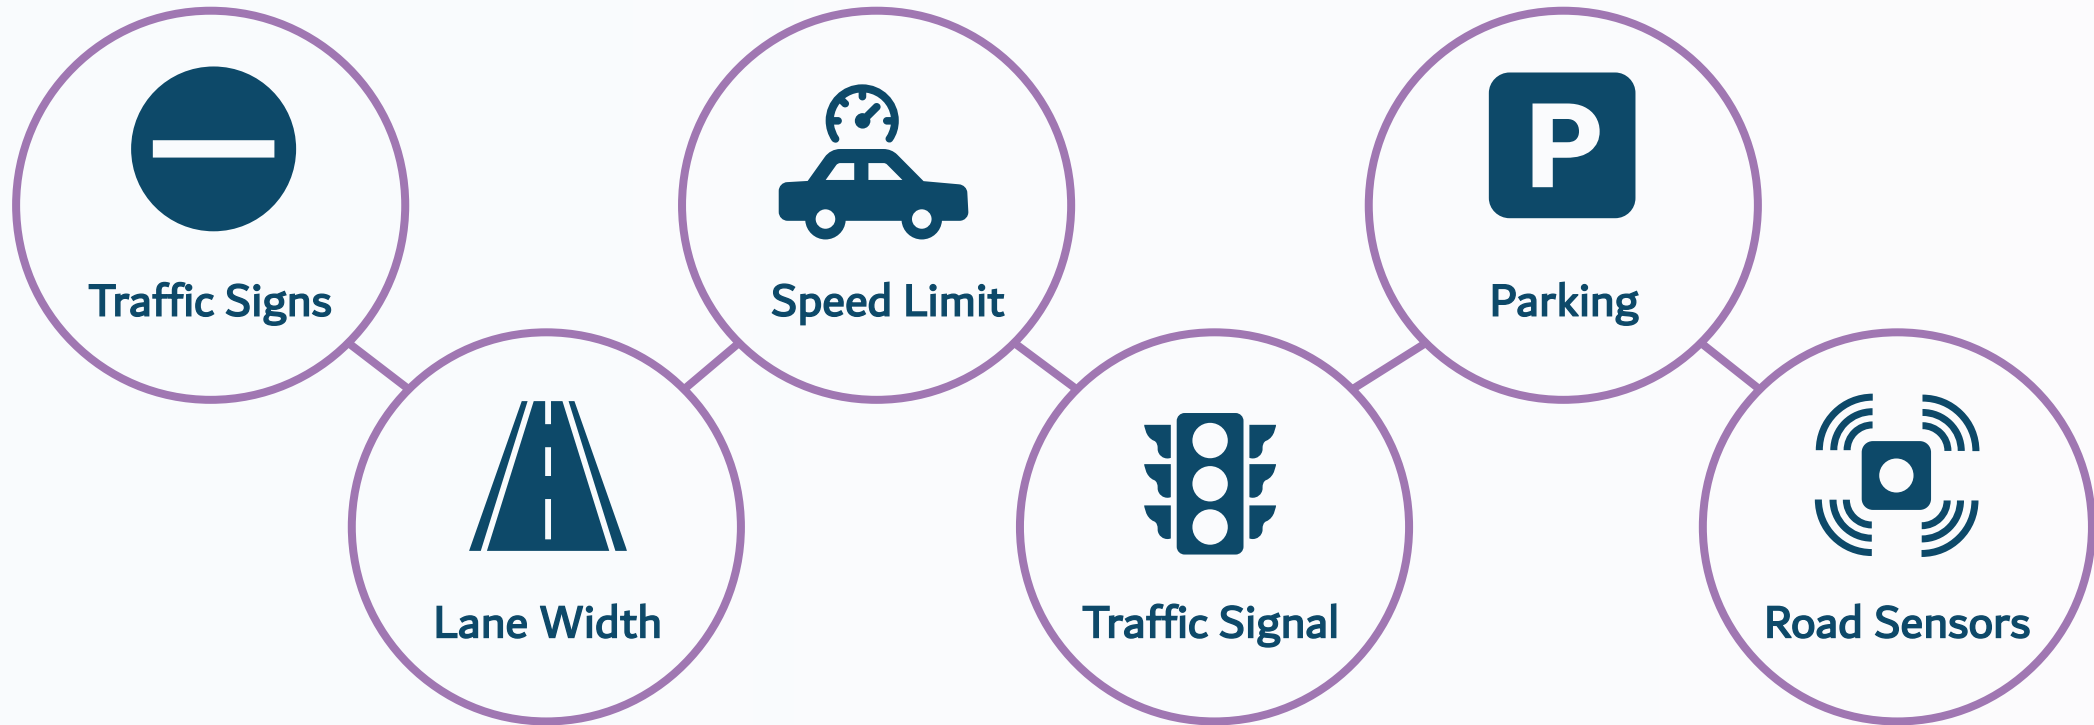 Traffic Signs
Lane Width
Speed Limit
Traffic Signal
P
Parking
Road Sensors